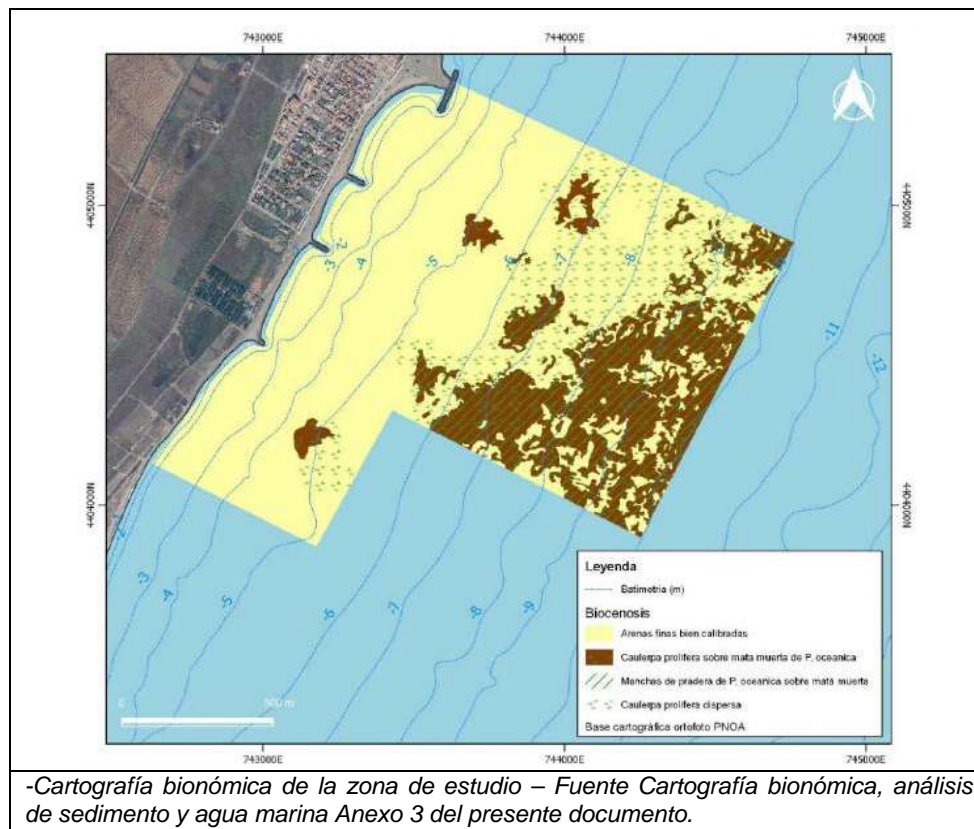 743000E
744000E
745000E
4405000N
4405000N
-2
-3
-4
-5
-6
-7
-8
-11
-12
4404000N
4404000N
-2
-3
-4
-5
-6
-7
-8
-9
Leyenda
Batimetría (m)
Biocenosis
Arenas finas bien calibradas
Caulerpa prolifera sobre mata muerta de P. oceanica
Manchas de pradera de P. oceanica sobre mata muerta
Caulerpa prolifera dispersa
Base cartográfica ortofoto PNOA
0 500 m
743000E
744000E
745000E
-Cartografía bionómica de la zona de estudio – Fuente Cartografía bionómica, análisis
de sedimento y agua marina Anexo 3 del presente documento.